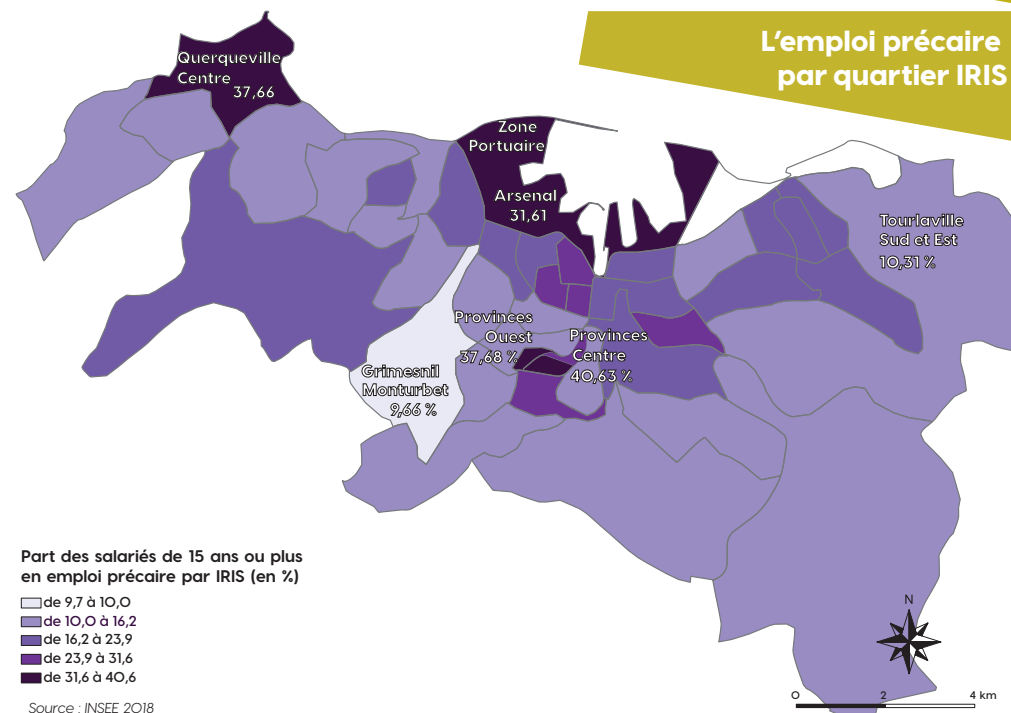 L'emploi précaire
par quartier IRIS
Querqueville
Centre
37,66
Zone
Portuaire
Arsenal
31,61
Tourlaville
Sud et Est
10,31 %
Provinces
Ouest
37,68 %
Provinces
Centre
40,63 %
Grimesnil
Monturbet
9,66 %
Part des salariés de 15 ans ou plus
en emploi précaire par IRIS (en %)
de 9,7 à 10,0
de 10,0 à 16,2
de 16,2 à 23,9
de 23,9 à 31,6
de 31,6 à 40,6
Source : INSEE 2018
N
0 2 4 km